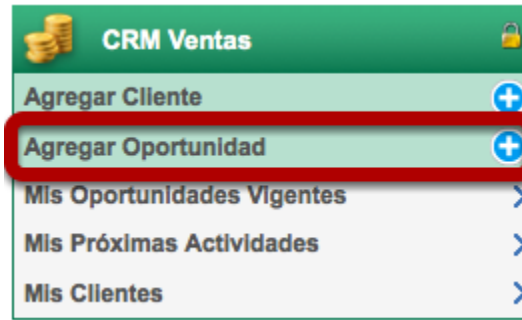 CRM Ventas
Agregar Cliente
Agregar Oportunidad
Mis Oportunidades Vigentes
Mis Próximas Actividades
Mis Clientes